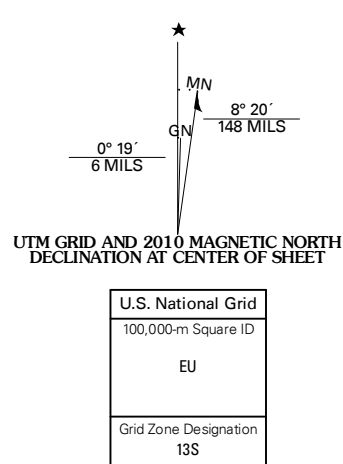 ★
MN
8° 20´
148 MILS
GN
0° 19´
6 MILS
UTM GRID AND 2010 MAGNETIC NORTH
DECLINATION AT CENTER OF SHEET
U.S. National Grid
100,000-m Square ID
EU
Grid Zone Designation
13S